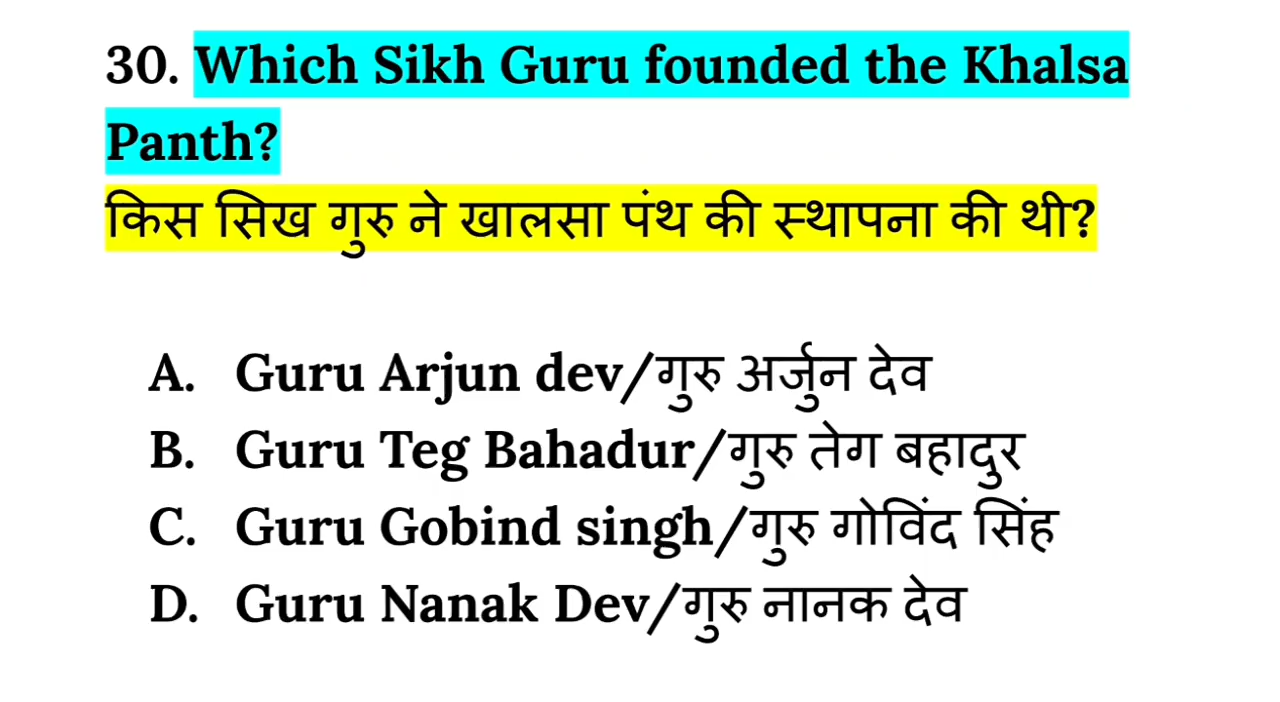 30. Which Sikh Guru founded the Khalsa
Panth?
किस सिख गुरु ने खालसा पंथ की स्थापना की थी?
A. Guru Arjun dev/गुरु अर्जुन देव
B. Guru Teg Bahadur/गुरु तेग बहादुर
C. Guru Gobind singh/गुरु गोविंद सिंह
D. Guru Nanak Dev/गुरु नानक देव